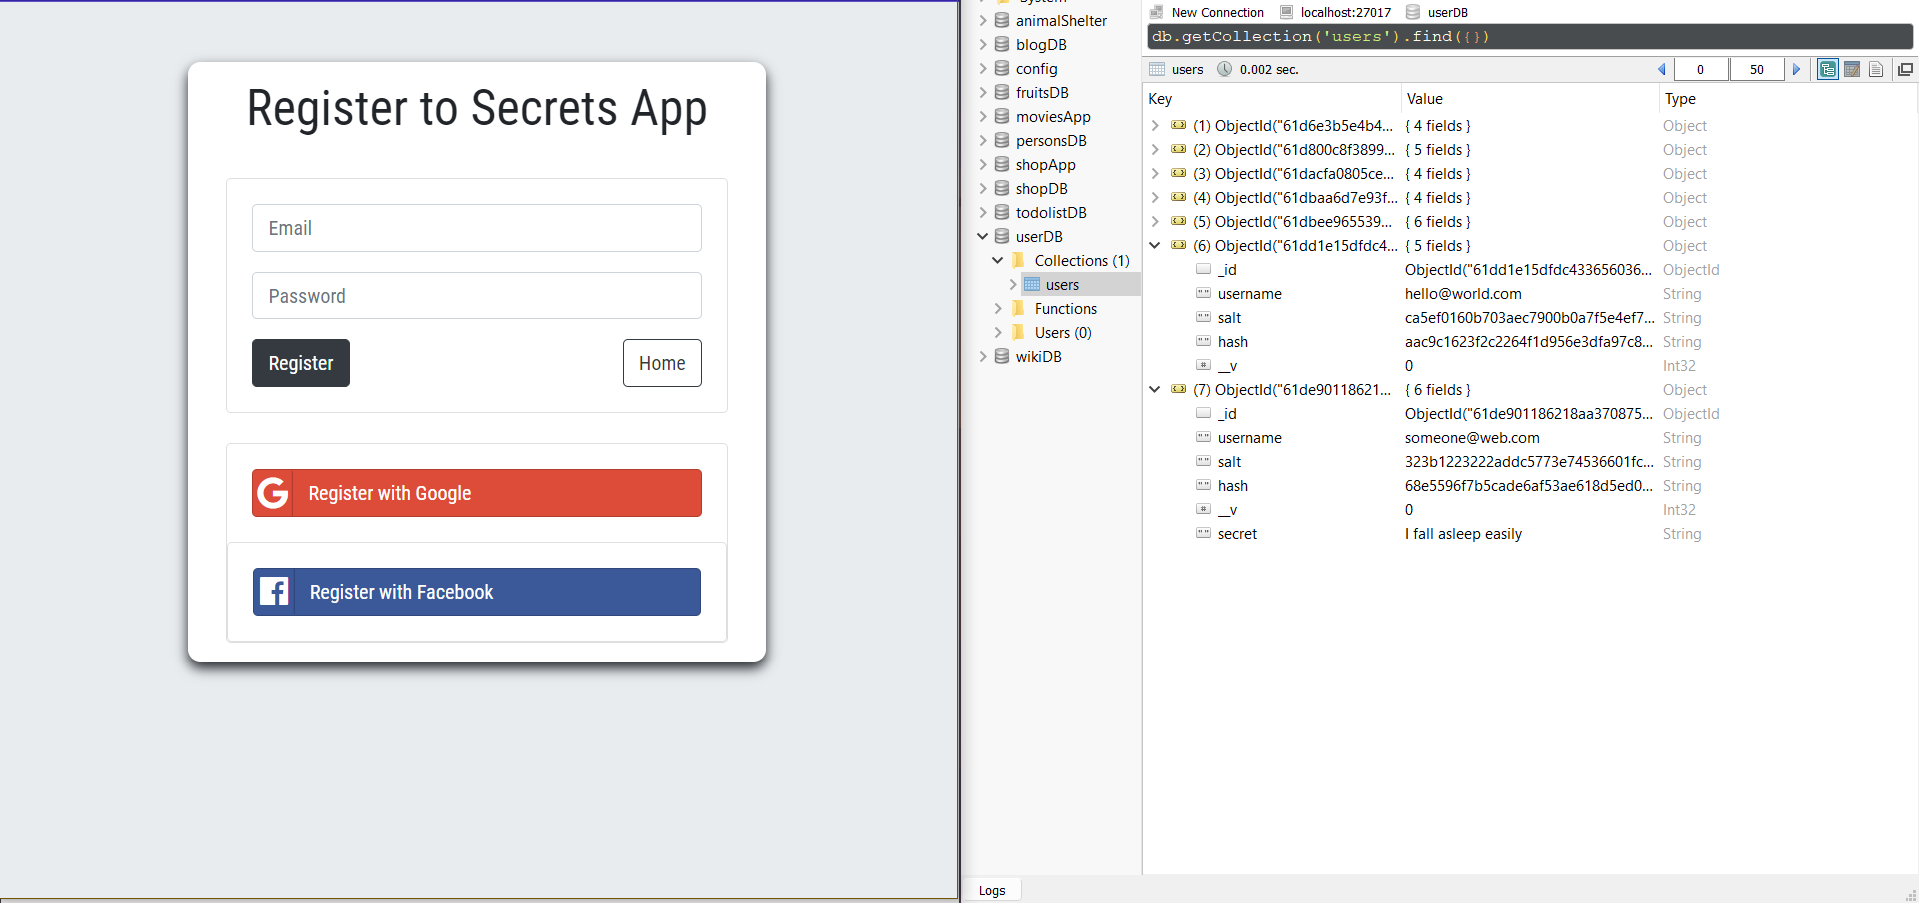 Register to Secrets App
Email
Password
Register
Home
Register with Google
Register with Facebook
animalShelter
blogDB
config
fruitsDB
moviesApp
personsDB
shopApp
shopDB
todolistDB
userDB
Collections (1)
users
Functions
Users (0)
wikiDB
Logs
New Connection localhost:27017 userDB
db.getCollection('users').find({})
users 0.002 sec. 0 50
Key Value Type
(1) ObjectId("61d6e3b5e4b4... { 4 fields } Object
(2) ObjectId("61d800c8f3899... { 5 fields } Object
(3) ObjectId("61dacfa0805ce... { 4 fields } Object
(4) ObjectId("61dbaa6d7e93f... { 4 fields } Object
(5) ObjectId("61dbee965539... { 6 fields } Object
(6) ObjectId("61dd1e15dfdc4... { 5 fields } Object
_id ObjectId("61dd1e15dfdc433656036... ObjectId
username hello@world.com String
salt ca5ef0160b703aec7900b0a7f5e4ef7... String
hash aac9c1623f2c2264f1d956e3dfa97c8... String
__v 0 Int32
(7) ObjectId("61de90118621... { 6 fields } Object
_id ObjectId("61de901186218aa370875... ObjectId
username someone@web.com String
salt 323b1223222addc5773e74536601fc... String
hash 68e5596f7b5cade6af53ae618d5ed0... String
__v 0 Int32
secret I fall asleep easily String